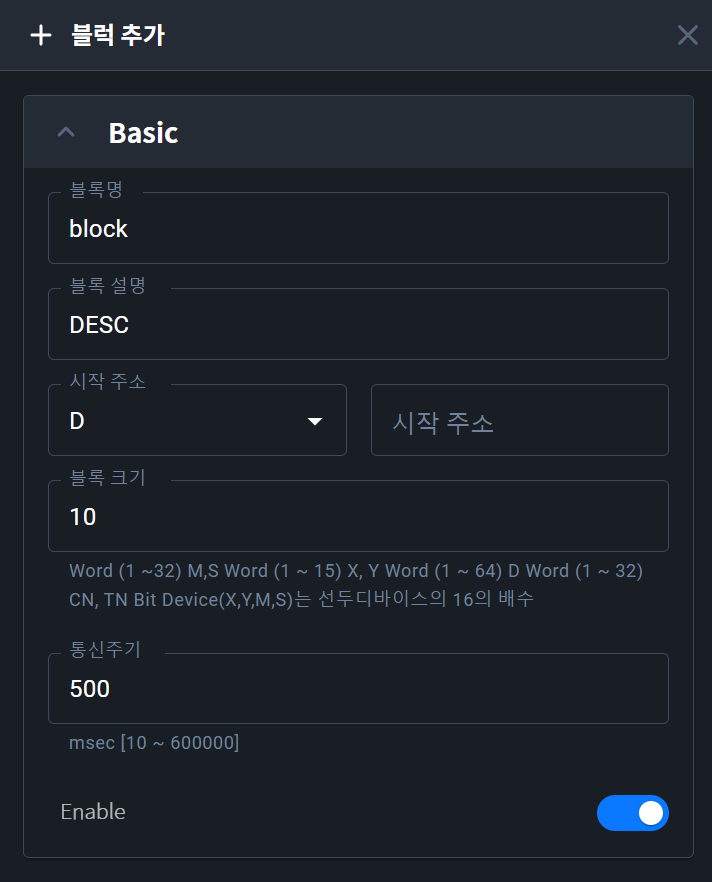 블럭 추가
Basic
블록명
block
블록 설명
DESC
시작 주소
D
시작 주소
블록 크기
10
Word (1 ~32) M,S Word (1 ~ 15) X, Y Word (1 ~ 64) D Word (1 ~ 32)
CN, TN Bit Device(X,Y,M,S)는 선두디바이스의 16의 배수
통신주기
500
msec [10 ~ 600000]
Enable